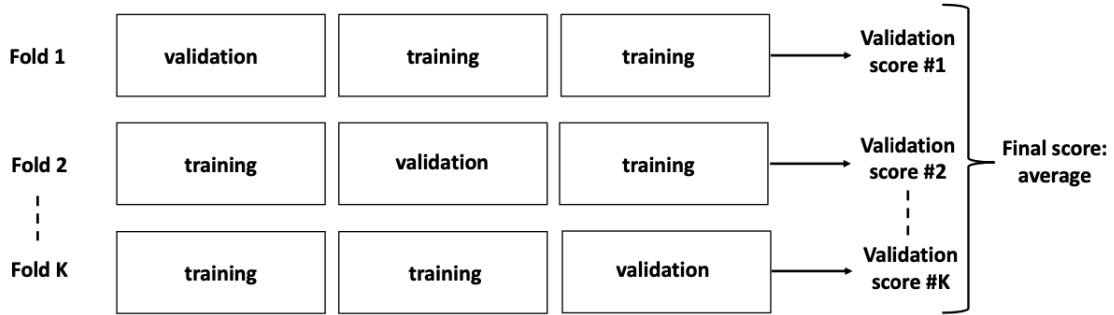 Fold 1
validation
training
training
Validation
score #1
Fold 2
training
validation
training
Validation
score #2
Final score:
average
Fold K
training
training
validation
Validation
score #K